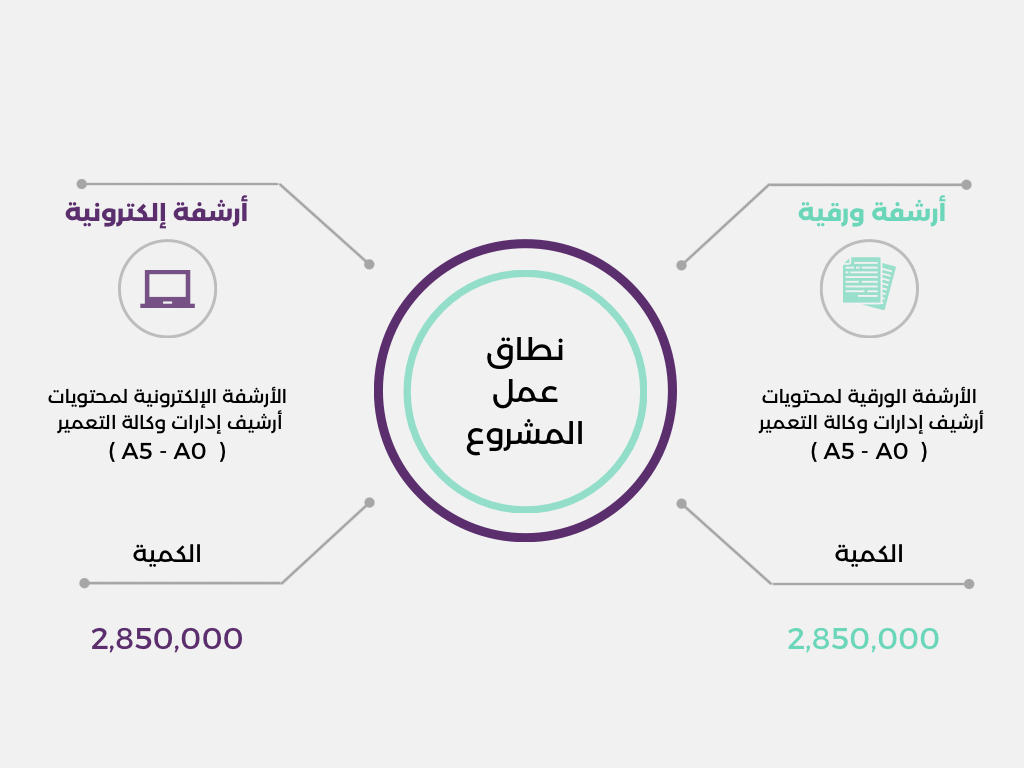 نطاق
عمل
المشروع
أرشفة ورقية
الأرشفة الورقية لمحتويات
أرشيف إدارات وكالة التعمير
( A5 - A0 )
الكمية
2,850,000
أرشفة إلكترونية
الأرشفة الإلكترونية لمحتويات
أرشيف إدارات وكالة التعمير
( A5 - A0 )
الكمية
2,850,000